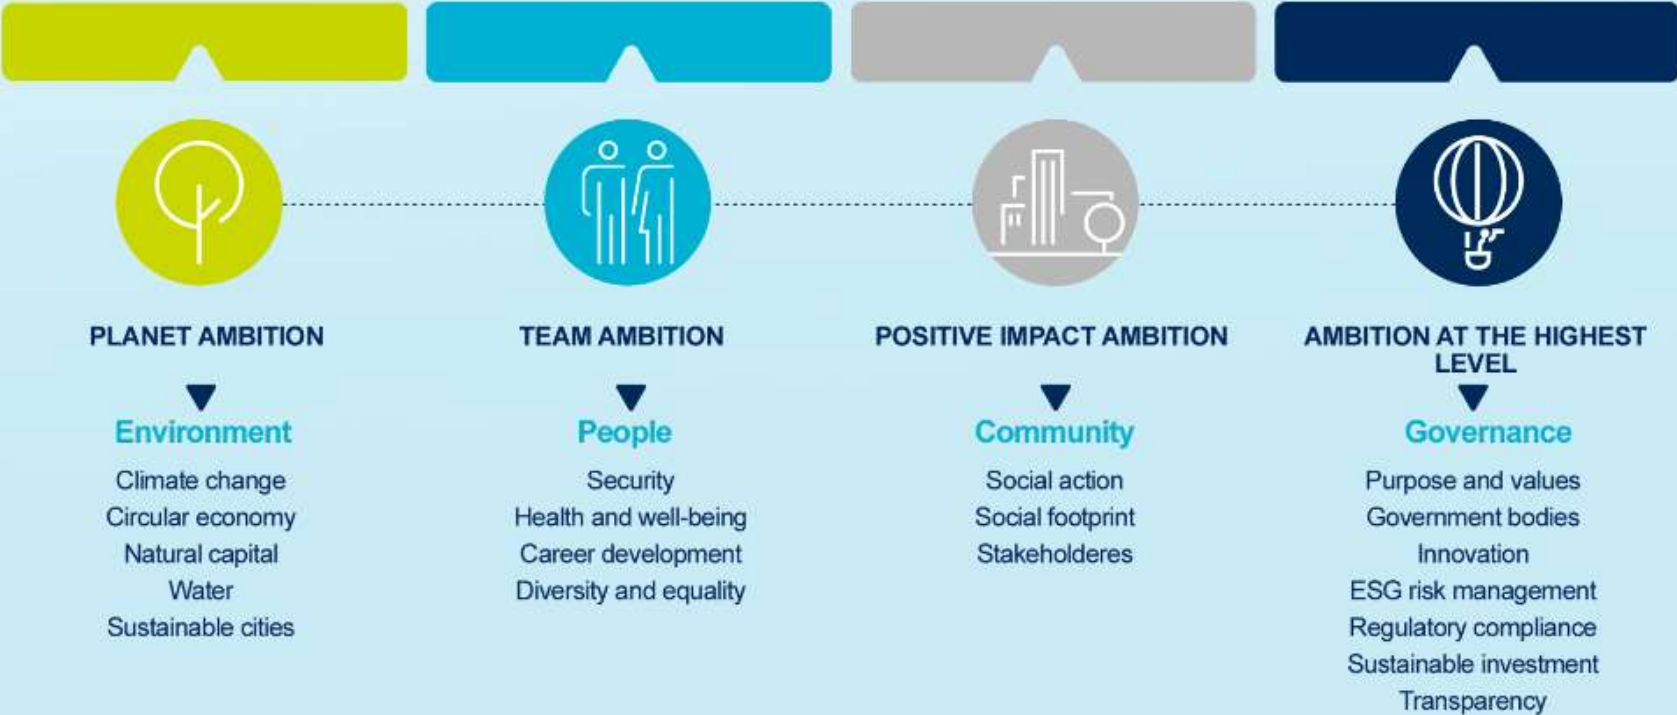 PLANET AMBITION
Environment
Climate change
Circular economy
Natural capital
Water
Sustainable cities
TEAM AMBITION
People
Security
Health and well-being
Career development
Diversity and equality
POSITIVE IMPACT AMBITION
Community
Social action
Social footprint
Stakeholderes
AMBITION AT THE HIGHEST
LEVEL
Governance
Purpose and values
Government bodies
Innovation
ESG risk management
Regulatory compliance
Sustainable investment
Transparency